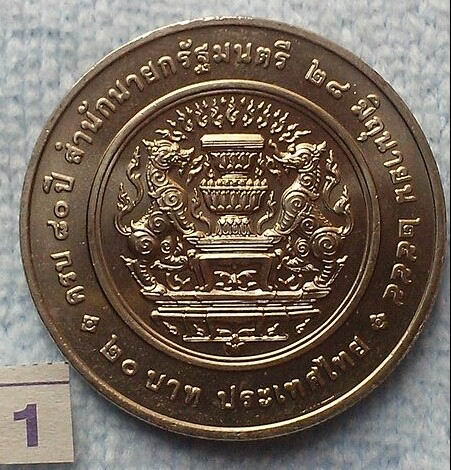 ครบ ๘๐ ปี สำนักนายกรัฐมนตรี ๒๘ มิถุนายน ๒๕๕๕
๒๐ บาท ประเทศไทย
1